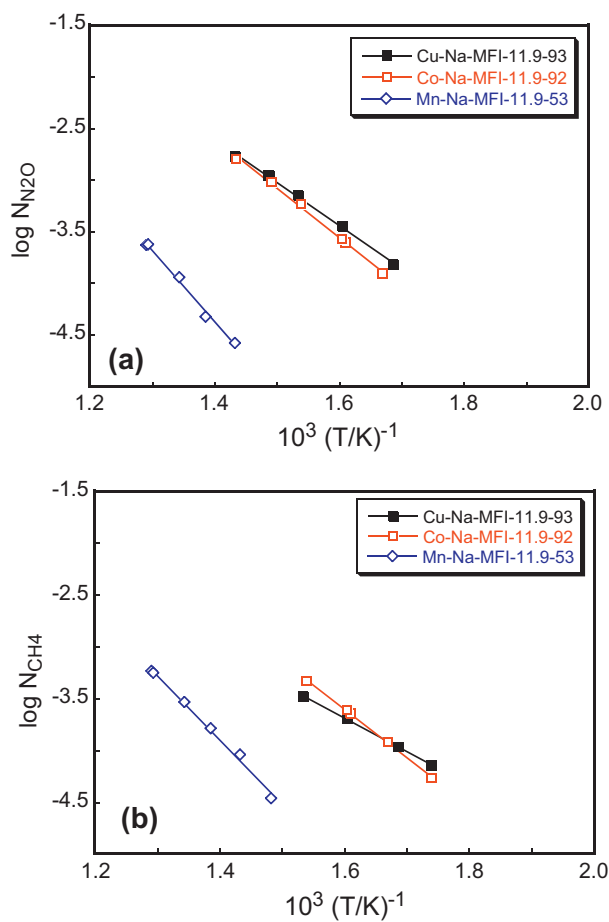 -1.5
Cu-Na-MFI-11.9-93
Co-Na-MFI-11.9-92
Mn-Na-MFI-11.9-53
-2.5
log N_N2O
-3.5
-4.5
(a)
1.2 1.4 1.6 1.8 2.0
10³ (T/K)⁻¹
-1.5
Cu-Na-MFI-11.9-93
Co-Na-MFI-11.9-92
Mn-Na-MFI-11.9-53
-2.5
log N_CH4
-3.5
-4.5
(b)
1.2 1.4 1.6 1.8 2.0
10³ (T/K)⁻¹